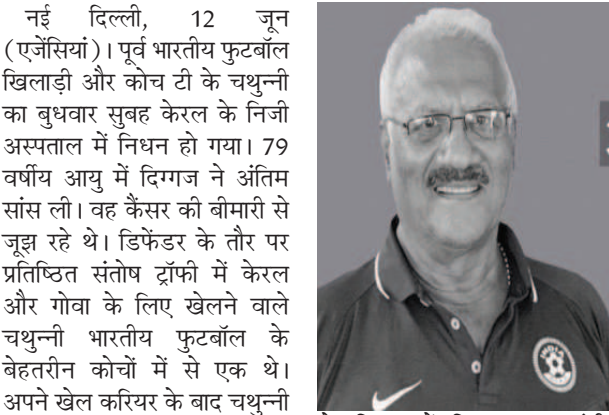 नई दिल्ली, 12 जून
(एजेंसियां)। पूर्व भारतीय फुटबॉल
खिलाड़ी और कोच टी के चथुन्नी
का बुधवार सुबह केरल के निजी
अस्पताल में निधन हो गया। 79
वर्षीय आयु में दिग्गज ने अंतिम
सांस ली। वह कैंसर की बीमारी से
जूझ रहे थे। डिफेंडर के तौर पर
प्रतिष्ठित संतोष ट्रॉफी में केरल
और गोवा के लिए खेलने वाले
चथुन्नी भारतीय फुटबॉल के
बेहतरीन कोचों में से एक थे।
अपने खेल करियर के बाद चथुन्नी
INDIA